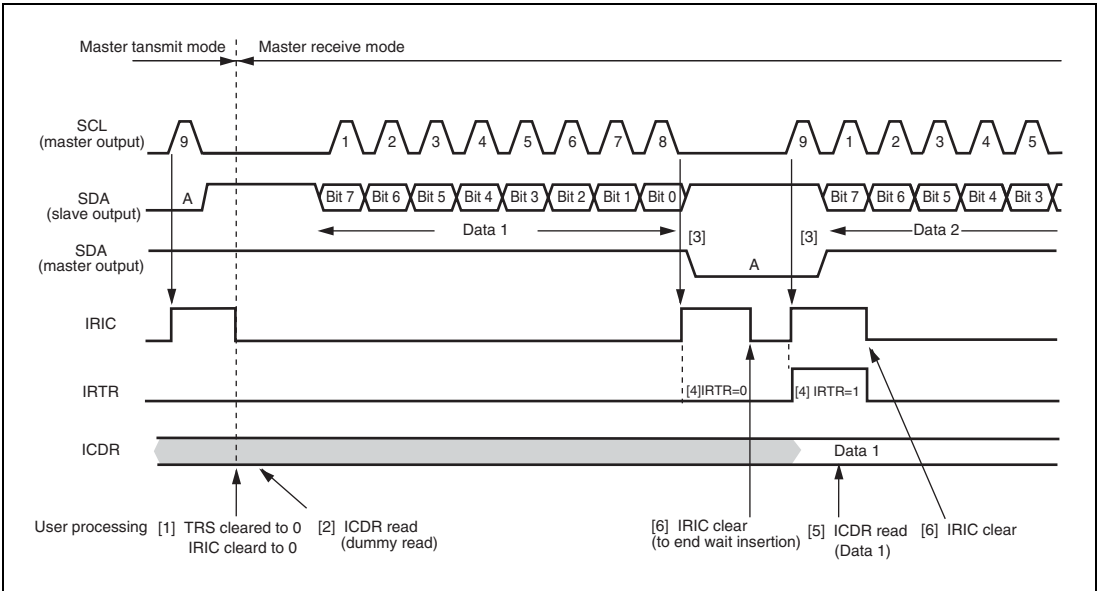 Master tansmit mode Master receive mode
SCL
(master output)
9 1 2 3 4 5 6 7 8 9 1 2 3 4 5
SDA
(slave output)
A Bit 7 Bit 6 Bit 5 Bit 4 Bit 3 Bit 2 Bit 1 Bit 0 Bit 7 Bit 6 Bit 5 Bit 4 Bit 3
Data 1 [3] [3] Data 2
SDA
(master output)
A
IRIC
IRTR
[4]IRTR=0 [4] IRTR=1
ICDR
Data 1
User processing [1] TRS cleared to 0
IRIC cleard to 0
[2] ICDR read
(dummy read)
[6] IRIC clear
(to end wait insertion)
[5] ICDR read
(Data 1)
[6] IRIC clear